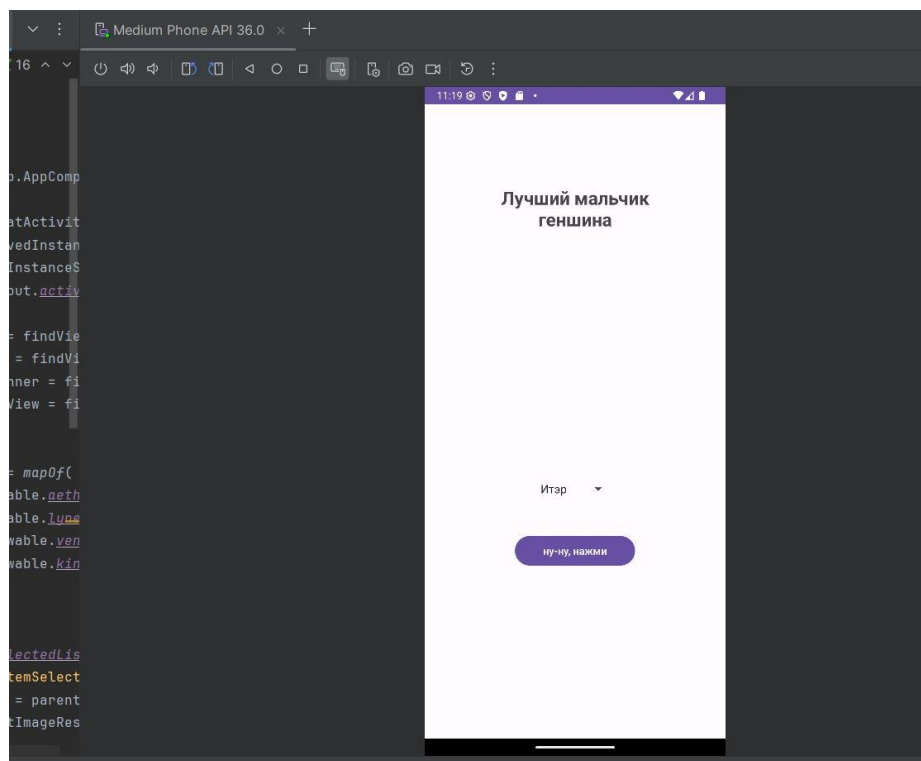 Medium Phone API 36.0
16
11:19
Лучший мальчик
геншина
Итэр
ну-ну, нажми
.AppComp
atActivit
vedInstan
InstanceS
out.activ
= findVie
= findVi
nner = fi
View = fi
= mapOf(
able.aeth
able.lype
wable.ven
wable.kin
lectedLis
temSelect
= parent
tImageRes